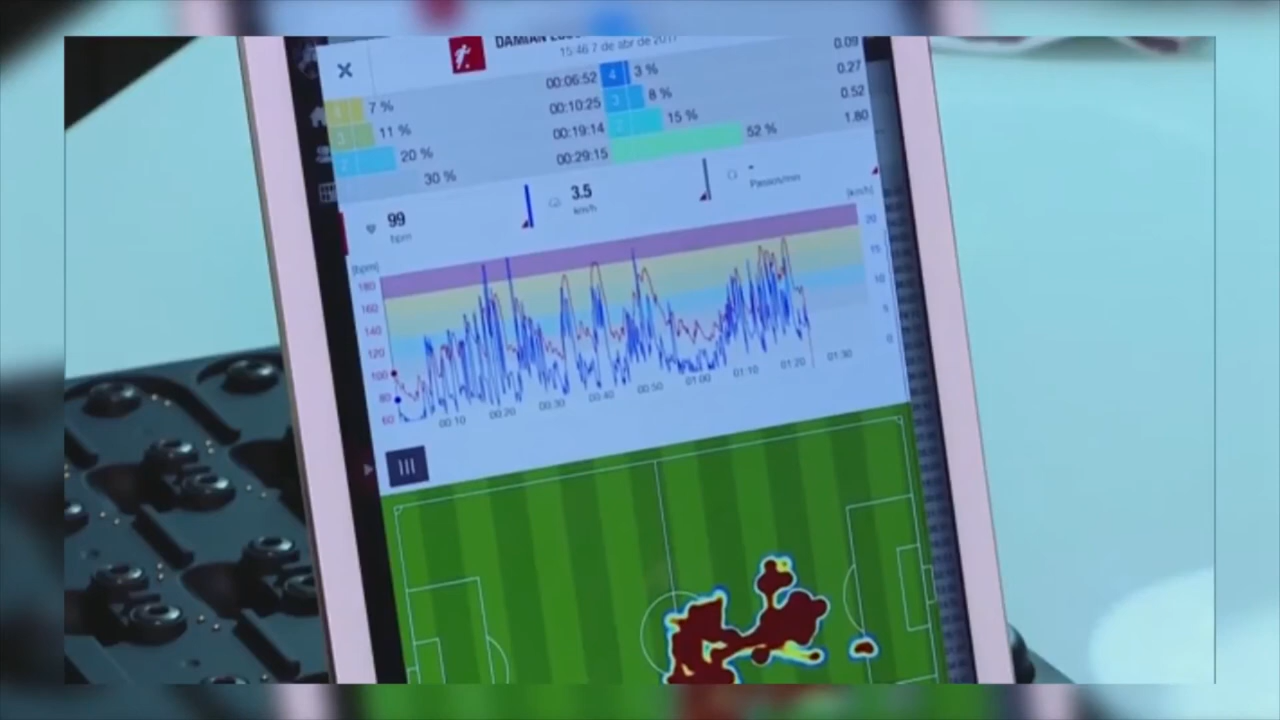 DAMIAN
15:46 7 de abr de 2017
0.09
7 % 00:06:52 4 3 % 0.27
3 11 % 00:10:25 3 8 % 0.52
2 20 % 00:19:14 2 15 % 1.80
30 % 00:29:15 52 %
99 3.5 -
bpm km/h Passos/min
[bpm] [km/h]
180 20
160 15
140 10
120 5
100 0
80
60
00:10 00:20 00:30 00:40 00:50 01:00 01:10 01:20 01:30